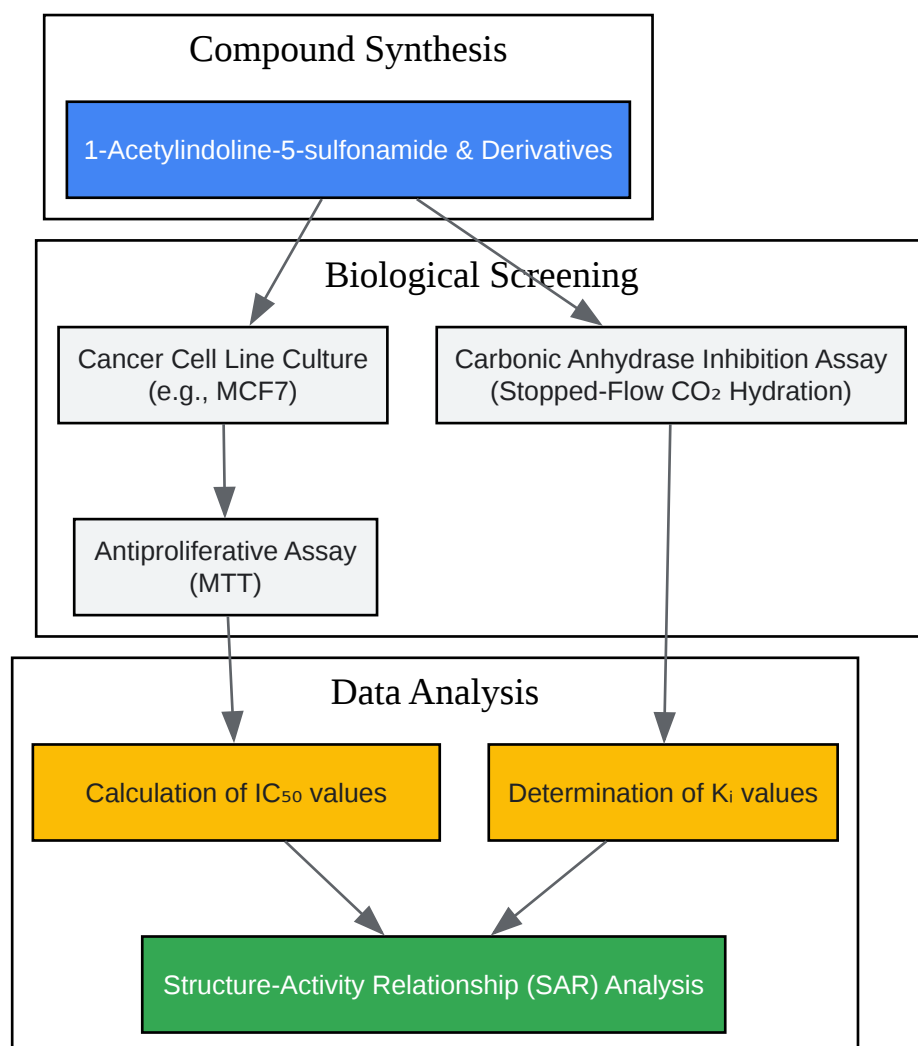 Compound Synthesis
1-Acetylindoline-5-sulfonamide & Derivatives
Biological Screening
Cancer Cell Line Culture
(e.g., MCF7)
Carbonic Anhydrase Inhibition Assay
(Stopped-Flow CO₂ Hydration)
Antiproliferative Assay
(MTT)
Data Analysis
Calculation of IC₅₀ values
Determination of Kᵢ values
Structure-Activity Relationship (SAR) Analysis